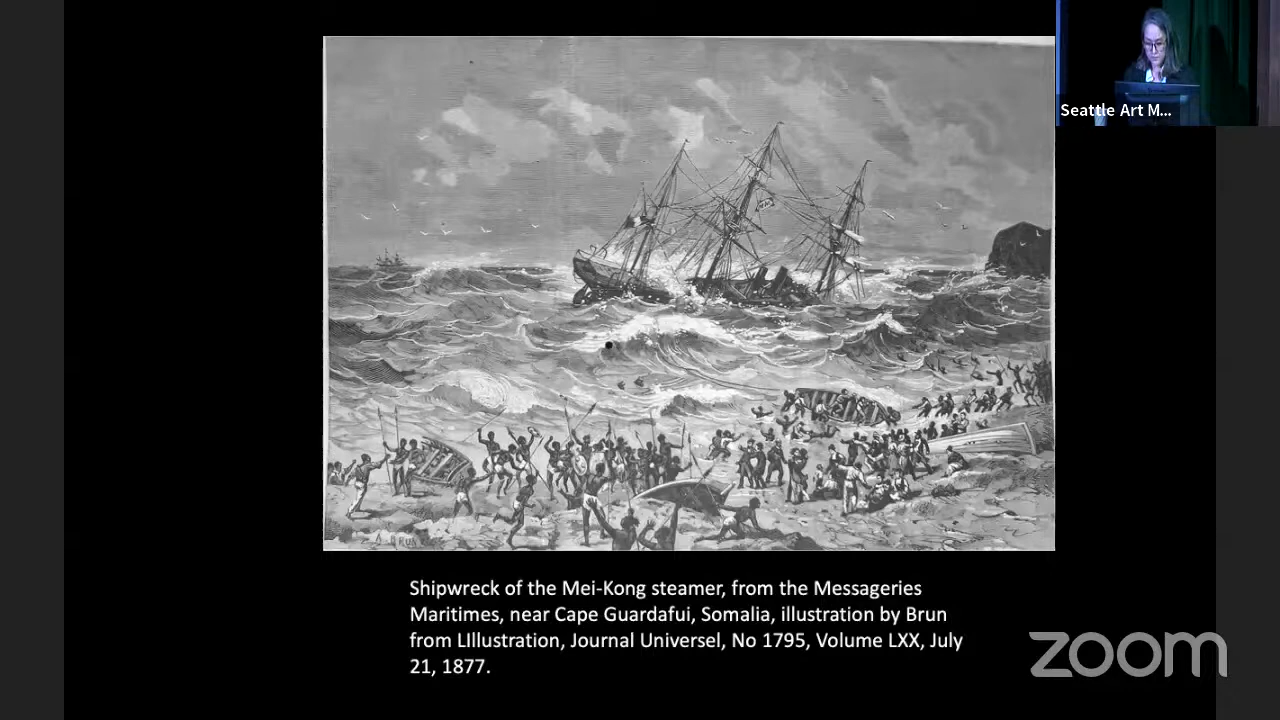 Seattle Art M...
A. BRUN
Shipwreck of the Mei-Kong steamer, from the Messageries
Maritimes, near Cape Guardafui, Somalia, illustration by Brun
from LIllustration, Journal Universel, No 1795, Volume LXX, July
21, 1877.
zoom